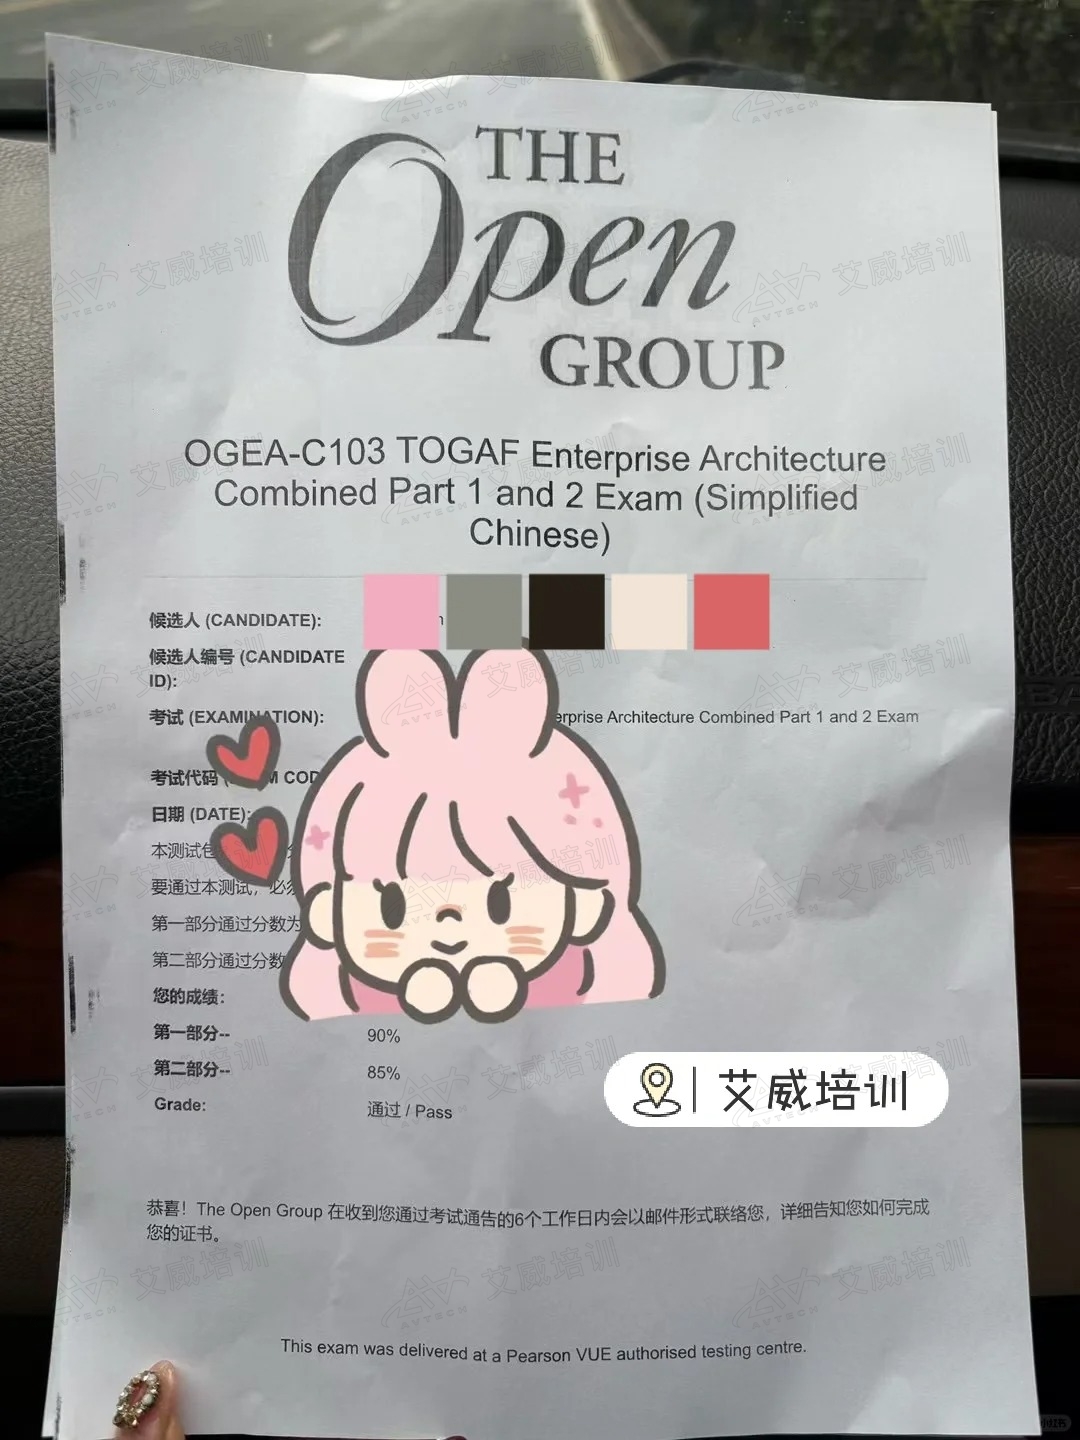 THE
Open
GROUP
OGEA-C103 TOGAF Enterprise Architecture
Combined Part 1 and 2 Exam (Simplified
Chinese)
候选人 (CANDIDATE):
候选人编号 (CANDIDATE
ID):
考试 (EXAMINATION): Architecture Combined Part 1 and 2 Exam
考试代码
日期 (DATE):
本测试包
要通过本测试，必须
第一部分通过分数为
第二部分通过分数
您的成绩：
第一部分-- 90%
第二部分-- 85%
Grade: 通过 / Pass
艾威培训
恭喜！The Open Group 在收到您通过考试通告的6个工作日内会以邮件形式联络您，详细告知您如何完成
您的证书。
This exam was delivered at a Pearson VUE authorised testing centre.
艾威培训
AVTECH